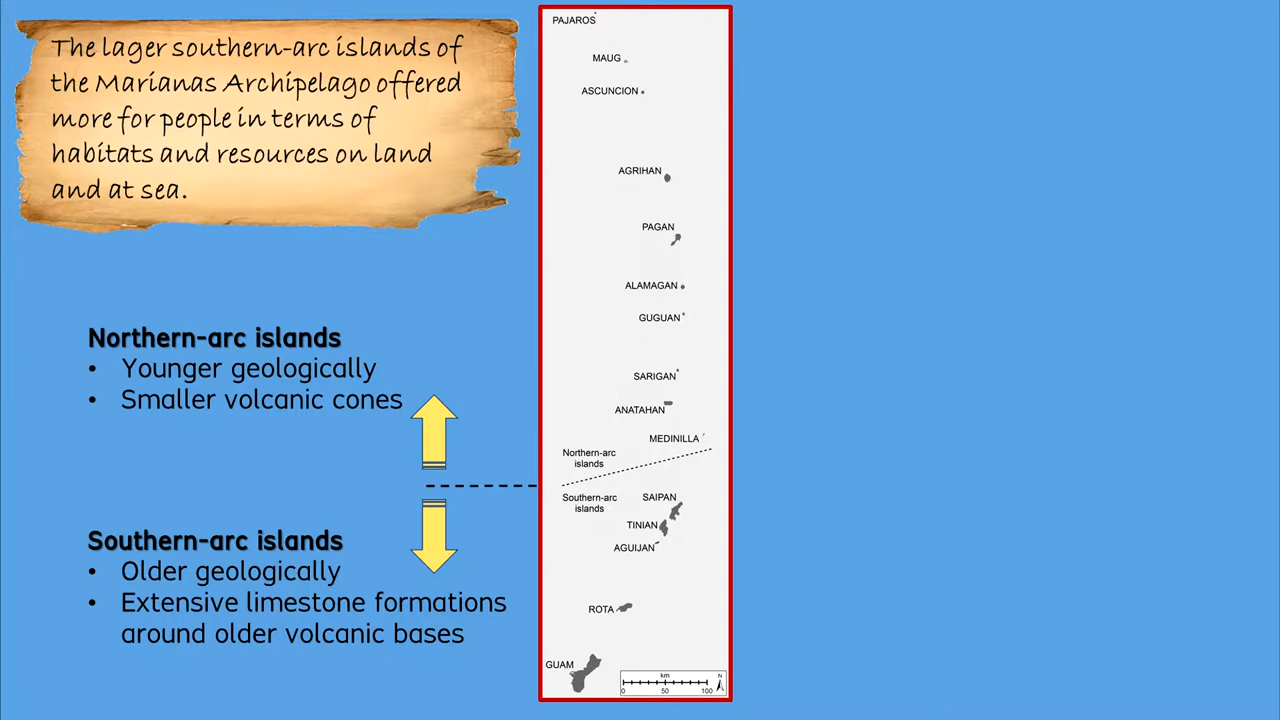 The lager southern-arc islands of
the Marianas Archipelago offered
more for people in terms of
habitats and resources on land
and at sea.
Northern-arc islands
• Younger geologically
• Smaller volcanic cones
Southern-arc islands
• Older geologically
• Extensive limestone formations
around older volcanic bases
PAJAROS
MAUG
ASCUNCION
AGRIHAN
PAGAN
ALAMAGAN
GUGUAN
SARIGAN
ANATAHAN
MEDINILLA
Northern-arc
islands
Southern-arc
islands
SAIPAN
TINIAN
AGUIJAN
ROTA
GUAM
km
N
0 50 100